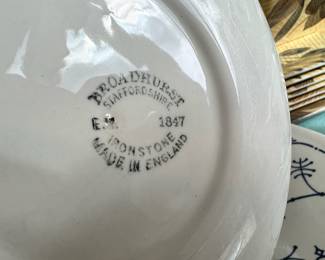 BROADHURST
STAFFORDSHIRE
1847
IRONSTONE
MADE IN ENGLAND